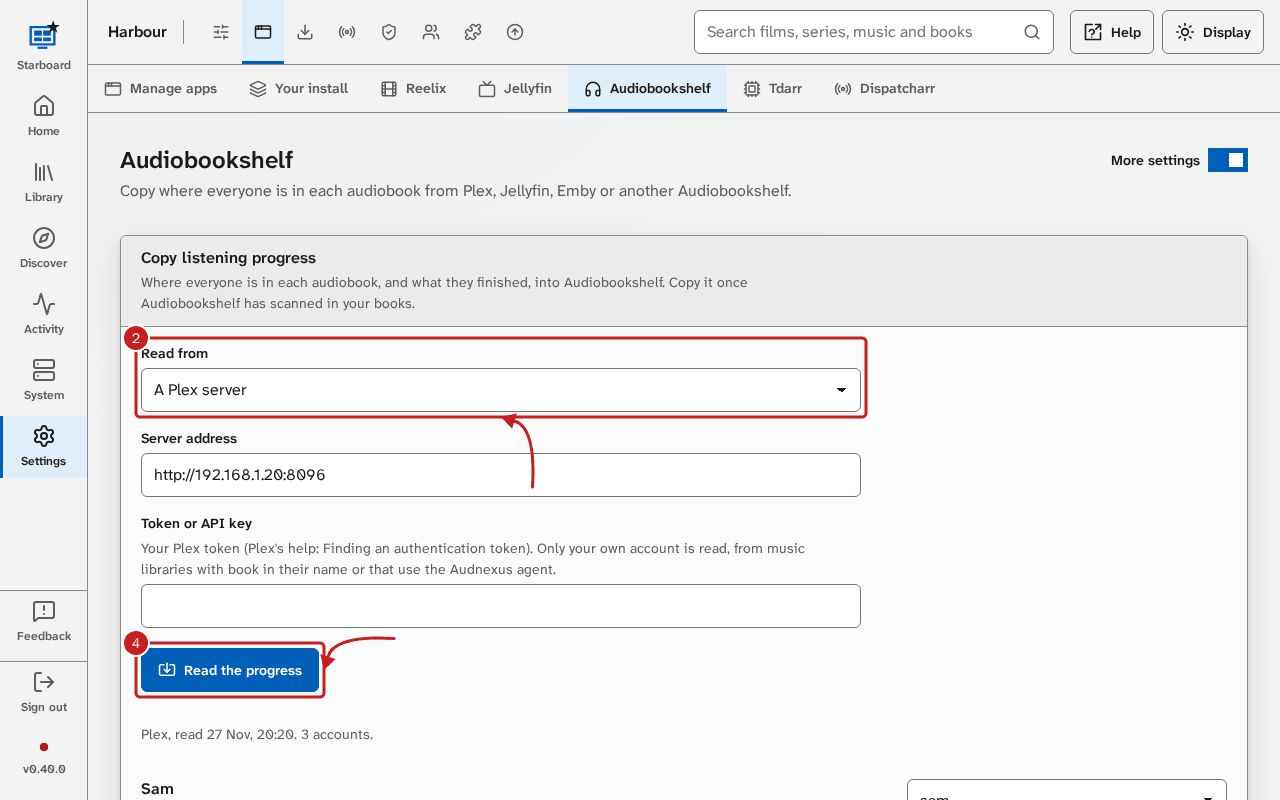 Starboard
Home
Library
Discover
Activity
System
Settings
Feedback
Sign out
v0.40.0
Harbour
Search films, series, music and books
Help
Display
Manage apps
Your install
Reelix
Jellyfin
Audiobookshelf
Tdarr
Dispatcharr
Audiobookshelf
More settings
Copy where everyone is in each audiobook from Plex, Jellyfin, Emby or another Audiobookshelf.
Copy listening progress
Where everyone is in each audiobook, and what they finished, into Audiobookshelf. Copy it once
Audiobookshelf has scanned in your books.
2
Read from
A Plex server
Server address
http://192.168.1.20:8096
Token or API key
Your Plex token (Plex's help: Finding an authentication token). Only your own account is read, from music
libraries with book in their name or that use the Audnexus agent.
4
Read the progress
Plex, read 27 Nov, 20:20. 3 accounts.
Sam
sam